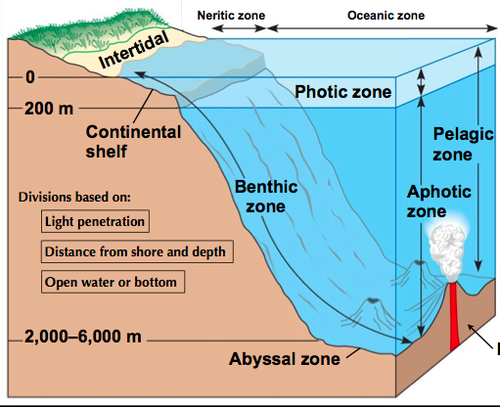 Neritic zone
Oceanic zone
Intertidal
0
Photic zone
200 m
Continental
shelf
Pelagic
zone
Benthic
zone
Aphotic
zone
Divisions based on:
Light penetration
Distance from shore and depth
Open water or bottom
2,000–6,000 m
Abyssal zone